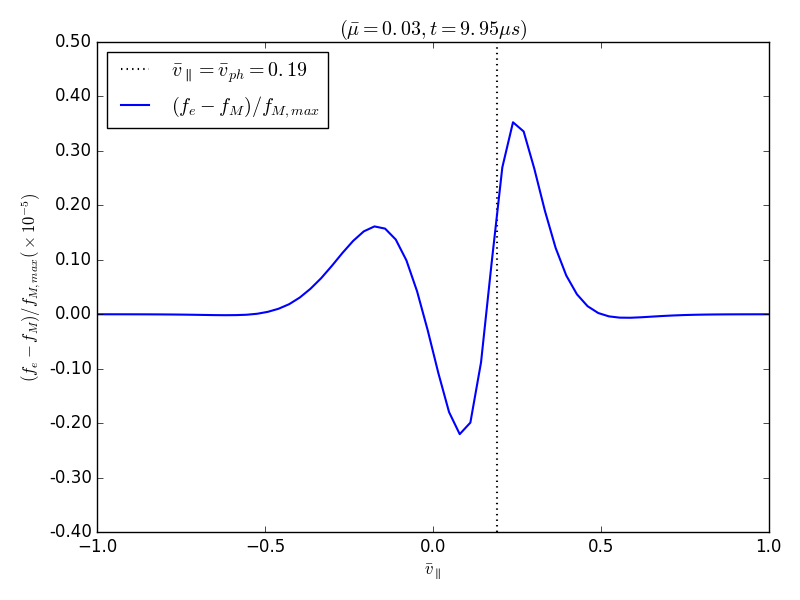 (μ̄ = 0.03, t = 9.95μs)
0.50
v̄∥ = v̄ph = 0.19
(fe − fM)/fM,max
0.40
0.30
0.20
0.10
0.00
-0.10
-0.20
-0.30
-0.40
(fe − fM)/fM,max(×10⁻⁵)
−1.0 −0.5 0.0 0.5 1.0
v̄∥